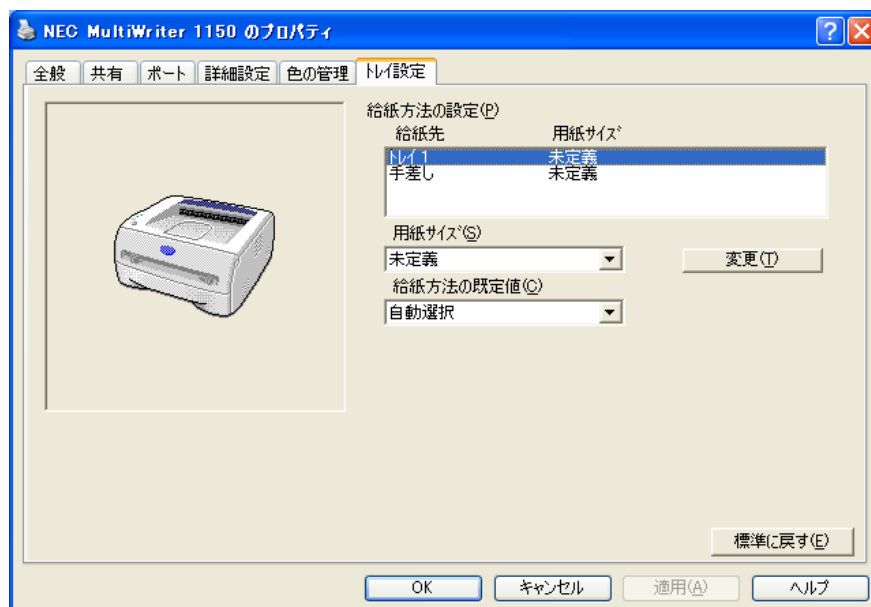 NEC MultiWriter 1150 のプロパティ
全般 共有 ポート 詳細設定 色の管理 トレイ設定
給紙方法の設定(P)
給紙先 用紙サイズ
トレイ1 未定義
手差し 未定義
用紙サイズ(S)
未定義 変更(T)
給紙方法の既定値(C)
自動選択
標準に戻す(E)
OK キャンセル 適用(A) ヘルプ